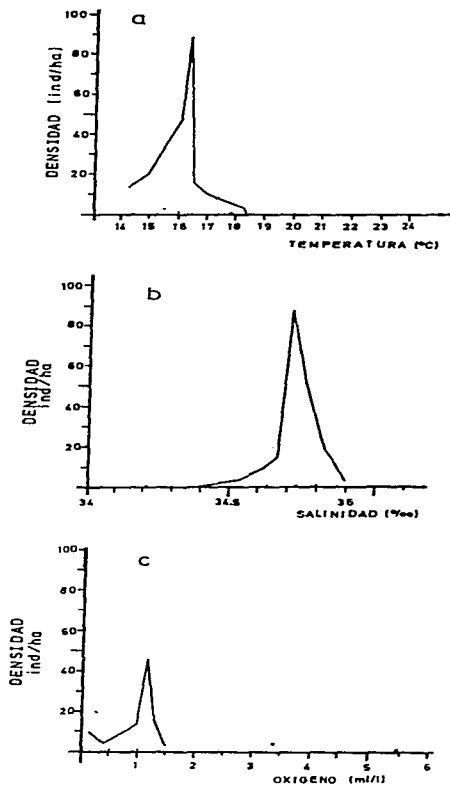 a
DENSIDAD (ind/ha)
100
80
60
40
20
14 15 16 17 18 19 20 21 22 23 24
TEMPERATURA (ºC)
b
DENSIDAD
ind/ha
100
80
60
40
20
34 34.5 35
SALINIDAD (º/oo)
c
DENSIDAD
ind/ha
100
80
60
40
20
0 1 2 3 4 5 6
OXIGENO (ml/l)